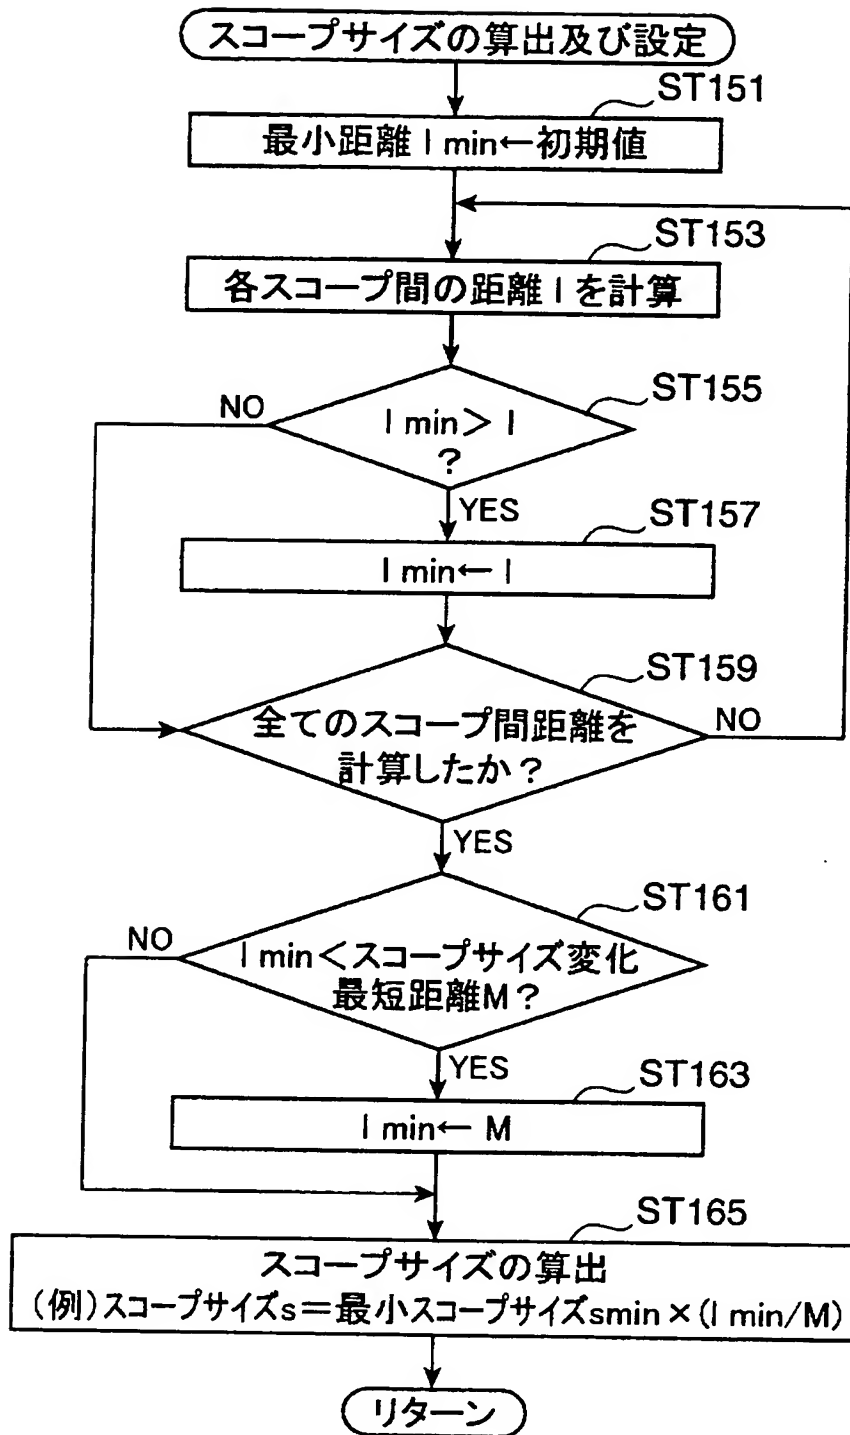 スコープサイズの算出及び設定
ST151
最小距離 l min←初期値
ST153
各スコープ間の距離 l を計算
ST155
NO
l min＞ l
？
YES
ST157
l min← l
ST159
全てのスコープ間距離を
計算したか？
NO
YES
ST161
NO
l min＜スコープサイズ変化
最短距離M？
YES
ST163
l min← M
ST165
スコープサイズの算出
（例）スコープサイズs＝最小スコープサイズsmin×(l min/M)
リターン